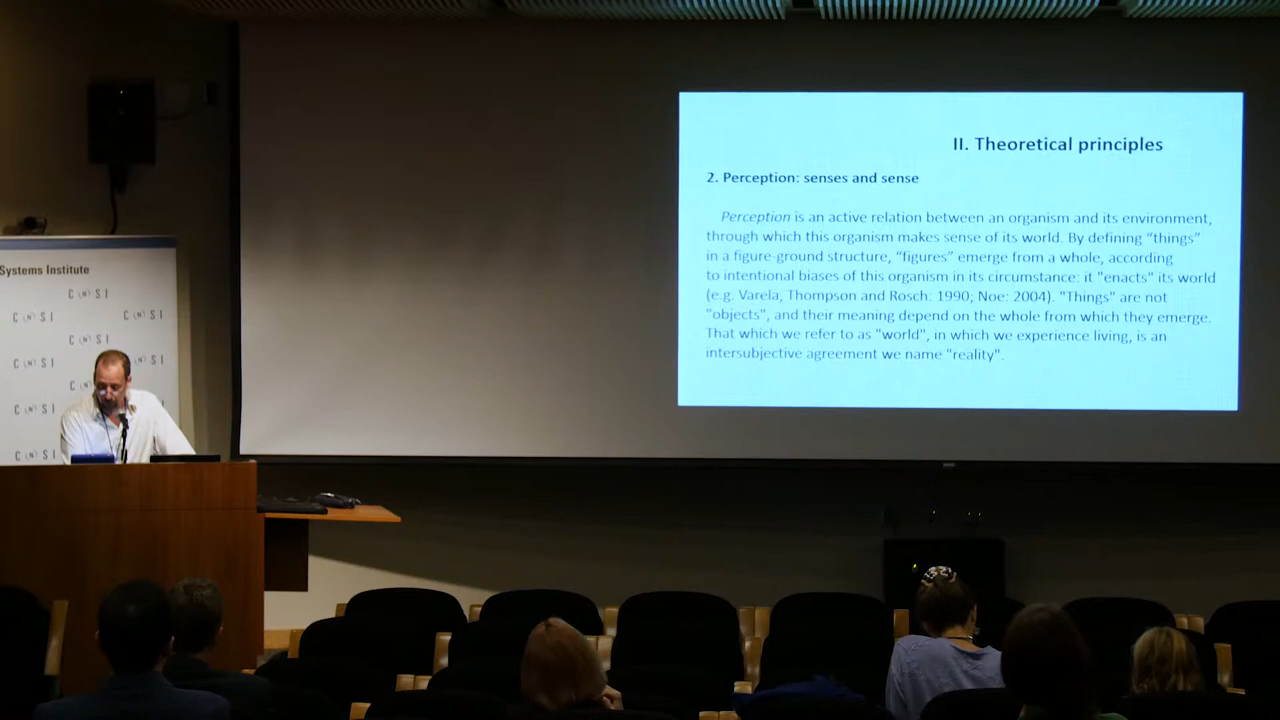 II. Theoretical principles
2. Perception: senses and sense
Perception is an active relation between an organism and its environment,
through which this organism makes sense of its world. By defining “things”
in a figure-ground structure, “figures” emerge from a whole, according
to intentional biases of this organism in its circumstance: it "enacts" its world
(e.g. Varela, Thompson and Rosch: 1990; Noe: 2004). "Things" are not
"objects", and their meaning depend on the whole from which they emerge.
That which we refer to as "world", in which we experience living, is an
intersubjective agreement we name "reality".
Systems Institute
C (N) S I
C (N) S I C (N) S I
C (N) S I
C (N) S I (N) S I
C (N) S
C (N) S I
C (N) S I